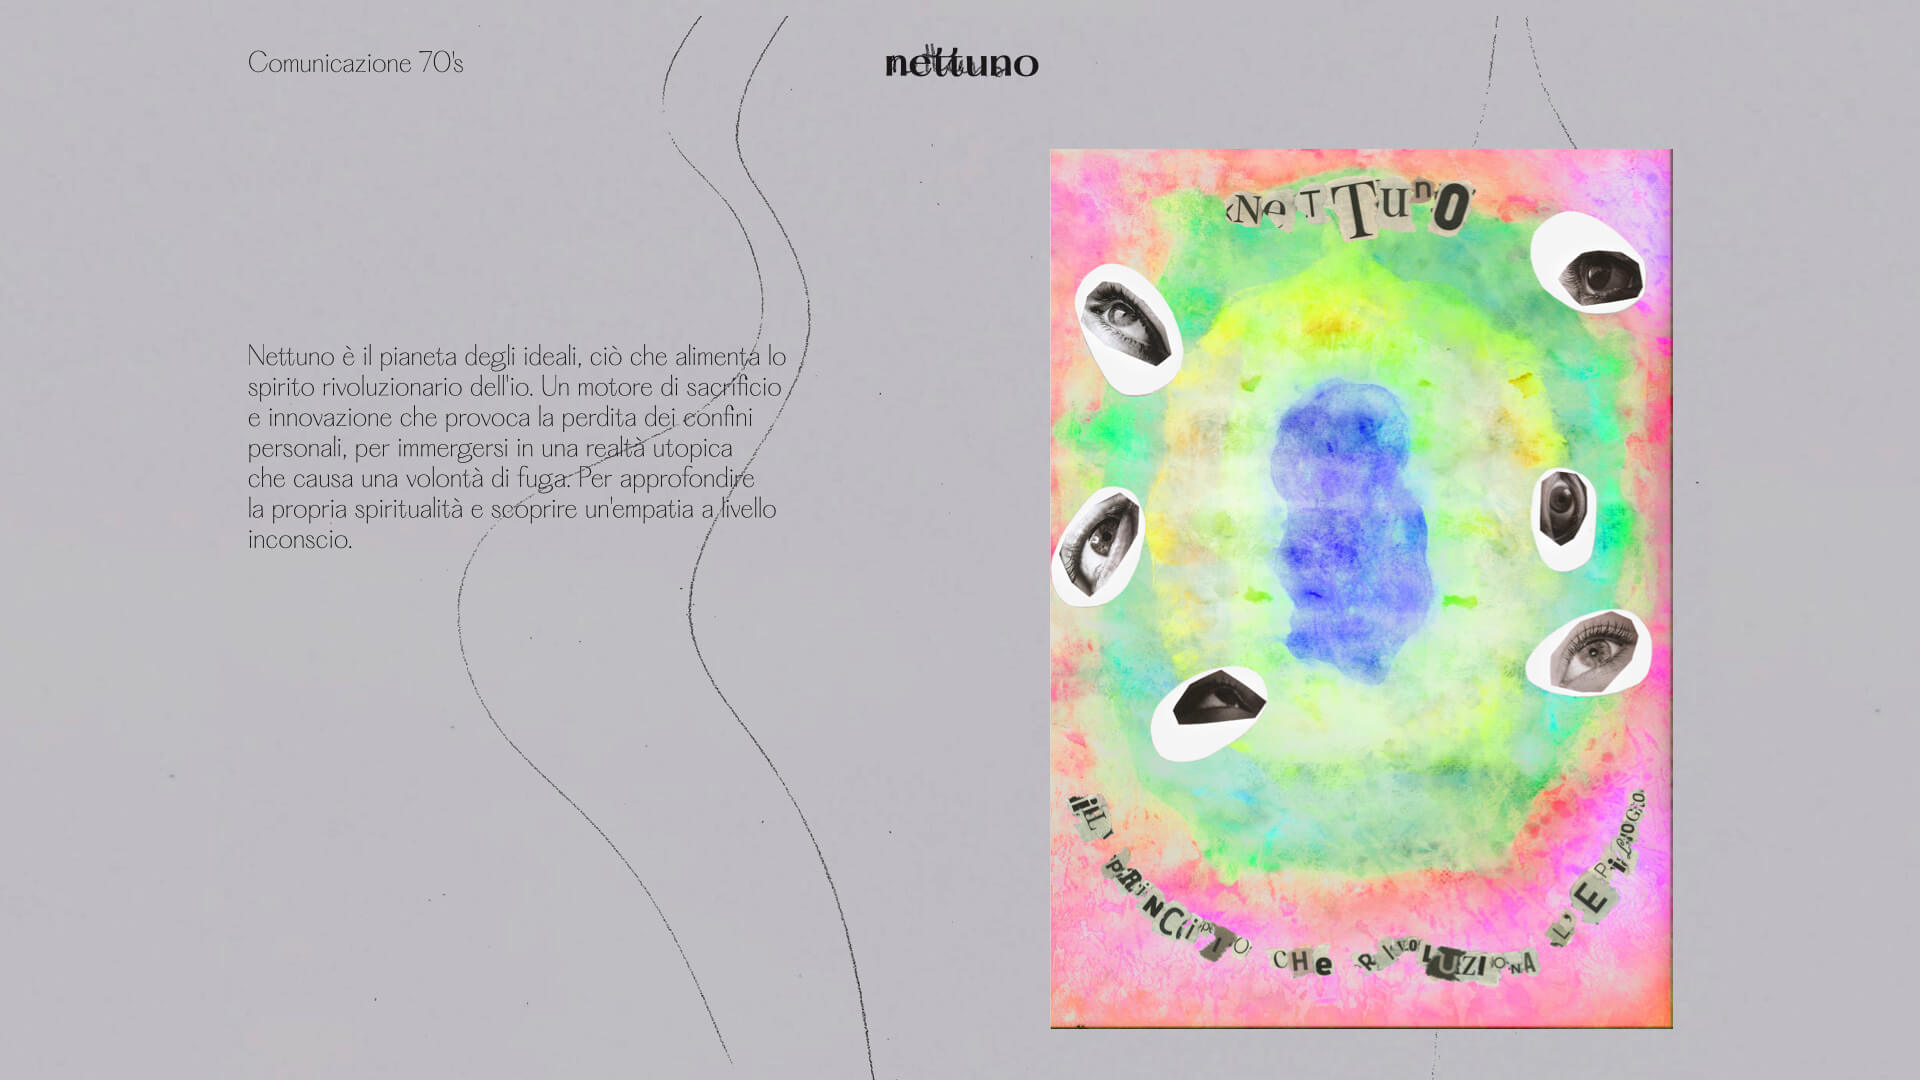 Comunicazione 70's
nettuno
Nettuno è il pianeta degli ideali, ciò che alimenta lo
spirito rivoluzionario dell'io. Un motore di sacrificio
e innovazione che provoca la perdita dei confini
personali, per immergersi in una realtà utopica
che causa una volontà di fuga. Per approfondire
la propria spiritualità e scoprire un'empatia a livello
inconscio.
NeTTunO
iL PRiNCiPIO CHe RIVOLUZIONA L'EPiLOGO